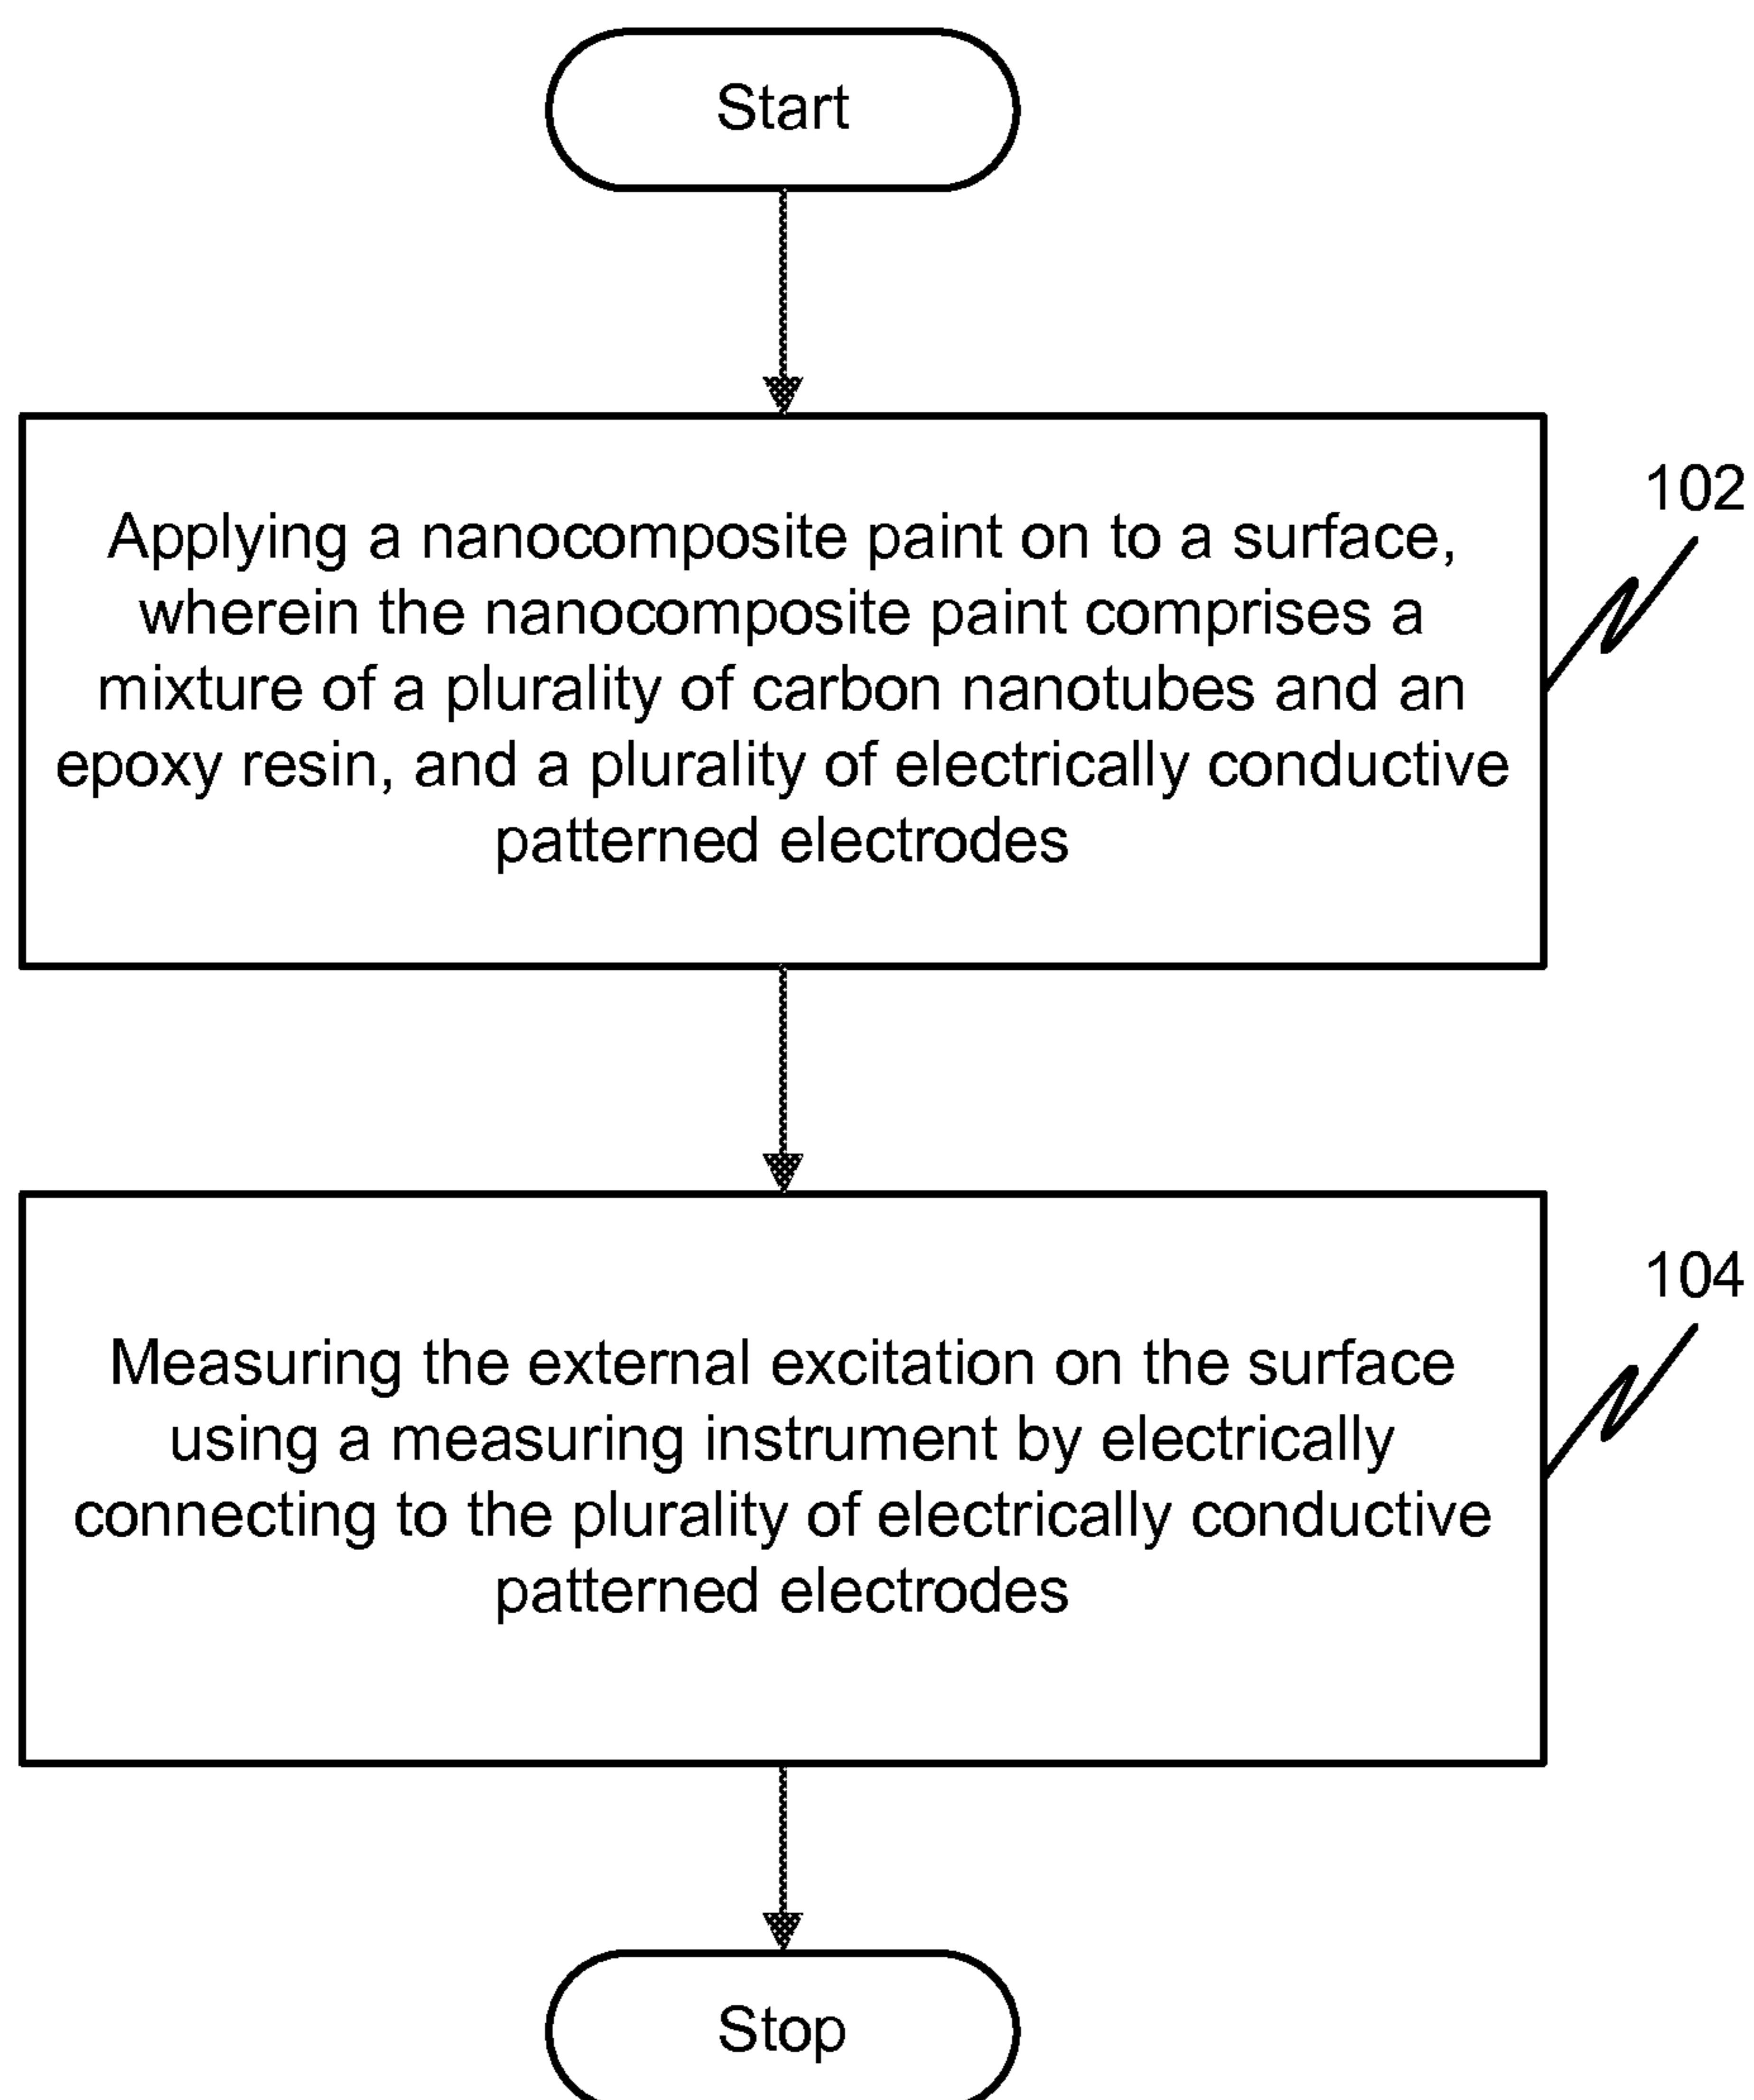 Start
102
Applying a nanocomposite paint on to a surface,
wherein the nanocomposite paint comprises a
mixture of a plurality of carbon nanotubes and an
epoxy resin, and a plurality of electrically conductive
patterned electrodes
104
Measuring the external excitation on the surface
using a measuring instrument by electrically
connecting to the plurality of electrically conductive
patterned electrodes
Stop